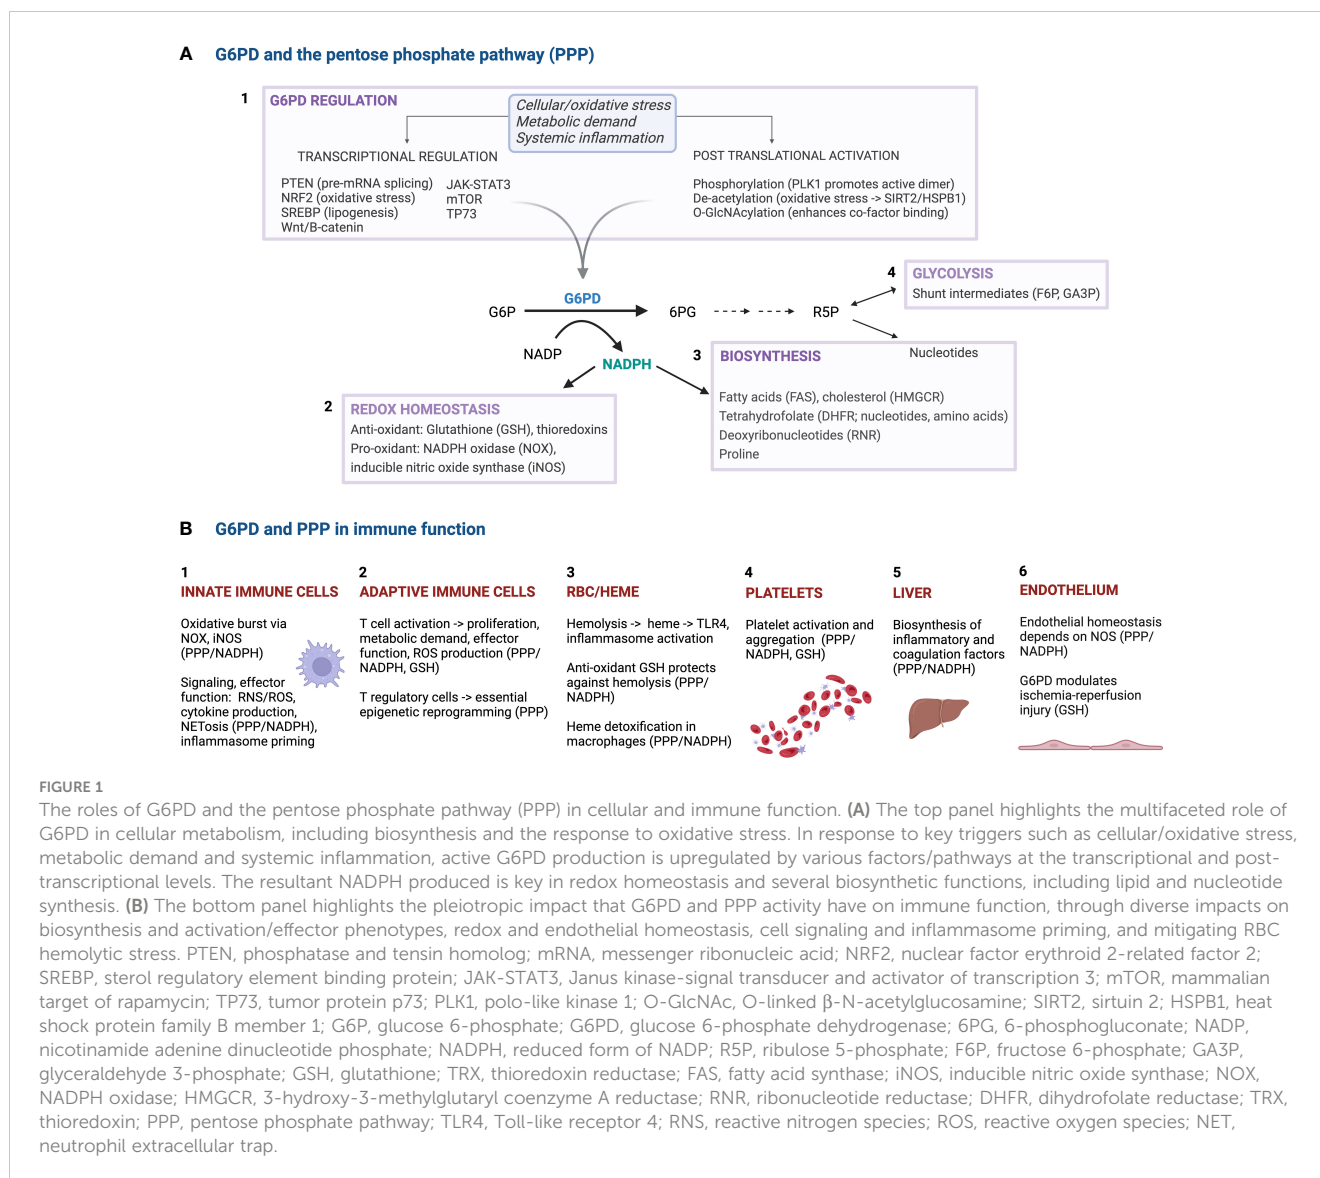 A G6PD and the pentose phosphate pathway (PPP)
1
G6PD REGULATION
Cellular/oxidative stress
Metabolic demand
Systemic inflammation
TRANSCRIPTIONAL REGULATION
PTEN (pre-mRNA splicing)
NRF2 (oxidative stress)
SREBP (lipogenesis)
Wnt/B-catenin
JAK-STAT3
mTOR
TP73
POST TRANSLATIONAL ACTIVATION
Phosphorylation (PLK1 promotes active dimer)
De-acetylation (oxidative stress -> SIRT2/HSPB1)
O-GlcNAcylation (enhances co-factor binding)
G6P
G6PD
6PG
R5P
NADP
NADPH
4
GLYCOLYSIS
Shunt intermediates (F6P, GA3P)
3
BIOSYNTHESIS
Nucleotides
Fatty acids (FAS), cholesterol (HMGCR)
Tetrahydrofolate (DHFR; nucleotides, amino acids)
Deoxyribonucleotides (RNR)
Proline
2
REDOX HOMEOSTASIS
Anti-oxidant: Glutathione (GSH), thioredoxins
Pro-oxidant: NADPH oxidase (NOX),
inducible nitric oxide synthase (iNOS)
B G6PD and PPP in immune function
1
INNATE IMMUNE CELLS
Oxidative burst via
NOX, iNOS
(PPP/NADPH)
Signaling, effector
function: RNS/ROS,
cytokine production,
NETosis (PPP/NADPH),
inflammasome priming
2
ADAPTIVE IMMUNE CELLS
T cell activation -> proliferation,
metabolic demand, effector
function, ROS production (PPP/
NADPH, GSH)
T regulatory cells -> essential
epigenetic reprogramming (PPP)
3
RBC/HEME
Hemolysis -> heme -> TLR4,
inflammasome activation
Anti-oxidant GSH protects
against hemolysis (PPP/
NADPH)
Heme detoxification in
macrophages (PPP/NADPH)
4
PLATELETS
Platelet activation and
aggregation (PPP/
NADPH, GSH)
5
LIVER
Biosynthesis of
inflammatory and
coagulation factors
(PPP/NADPH)
6
ENDOTHELIUM
Endothelial homeostasis
depends on NOS (PPP/
NADPH)
G6PD modulates
ischemia-reperfusion
injury (GSH)
FIGURE 1
The roles of G6PD and the pentose phosphate pathway (PPP) in cellular and immune function. (A) The top panel highlights the multifaceted role of
G6PD in cellular metabolism, including biosynthesis and the response to oxidative stress. In response to key triggers such as cellular/oxidative stress,
metabolic demand and systemic inflammation, active G6PD production is upregulated by various factors/pathways at the transcriptional and post-
transcriptional levels. The resultant NADPH produced is key in redox homeostasis and several biosynthetic functions, including lipid and nucleotide
synthesis. (B) The bottom panel highlights the pleiotropic impact that G6PD and PPP activity have on immune function, through diverse impacts on
biosynthesis and activation/effector phenotypes, redox and endothelial homeostasis, cell signaling and inflammasome priming, and mitigating RBC
hemolytic stress. PTEN, phosphatase and tensin homolog; mRNA, messenger ribonucleic acid; NRF2, nuclear factor erythroid 2-related factor 2;
SREBP, sterol regulatory element binding protein; JAK-STAT3, Janus kinase-signal transducer and activator of transcription 3; mTOR, mammalian
target of rapamycin; TP73, tumor protein p73; PLK1, polo-like kinase 1; O-GlcNAc, O-linked β-N-acetylglucosamine; SIRT2, sirtuin 2; HSPB1, heat
shock protein family B member 1; G6P, glucose 6-phosphate; G6PD, glucose 6-phosphate dehydrogenase; 6PG, 6-phosphogluconate; NADP,
nicotinamide adenine dinucleotide phosphate; NADPH, reduced form of NADP; R5P, ribulose 5-phosphate; F6P, fructose 6-phosphate; GA3P,
glyceraldehyde 3-phosphate; GSH, glutathione; TRX, thioredoxin reductase; FAS, fatty acid synthase; iNOS, inducible nitric oxide synthase; NOX,
NADPH oxidase; HMGCR, 3-hydroxy-3-methylglutaryl coenzyme A reductase; RNR, ribonucleotide reductase; DHFR, dihydrofolate reductase; TRX,
thioredoxin; PPP, pentose phosphate pathway; TLR4, Toll-like receptor 4; RNS, reactive nitrogen species; ROS, reactive oxygen species; NET,
neutrophil extracellular trap.